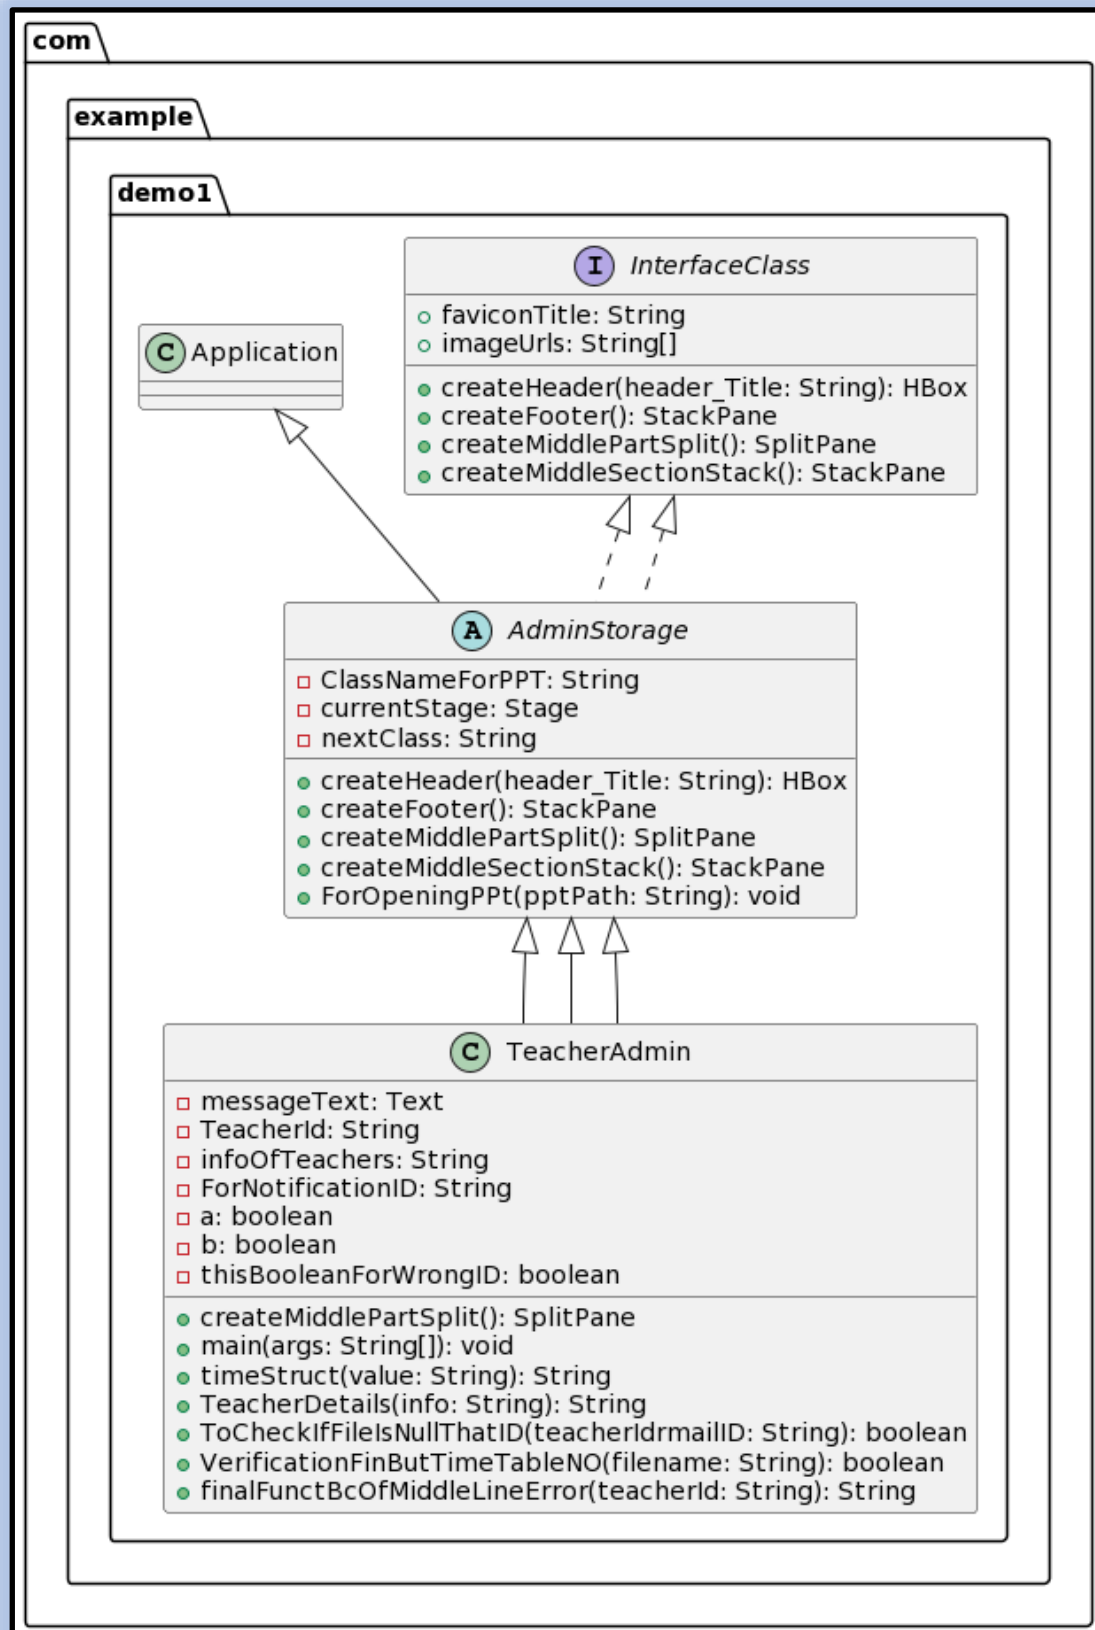 com
example
demo1
I InterfaceClass
faviconTitle: String
imageUrls: String[]
createHeader(header_Title: String): HBox
createFooter(): StackPane
createMiddlePartSplit(): SplitPane
createMiddleSectionStack(): StackPane
C Application
A AdminStorage
ClassNameForPPT: String
currentStage: Stage
nextClass: String
createHeader(header_Title: String): HBox
createFooter(): StackPane
createMiddlePartSplit(): SplitPane
createMiddleSectionStack(): StackPane
ForOpeningPPt(pptPath: String): void
C TeacherAdmin
messageText: Text
TeacherId: String
infoOfTeachers: String
ForNotificationID: String
a: boolean
b: boolean
thisBooleanForWrongID: boolean
createMiddlePartSplit(): SplitPane
main(args: String[]): void
timeStruct(value: String): String
TeacherDetails(info: String): String
ToCheckIfFileIsNullThatID(teacherIdrmailID: String): boolean
VerificationFinButTimeTableNO(filename: String): boolean
finalFunctBcOfMiddleLineError(teacherId: String): String